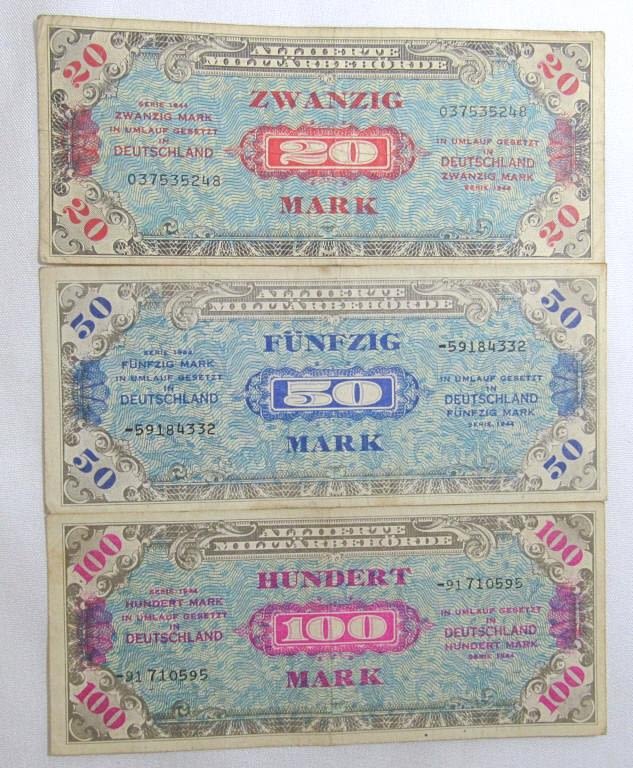 20 ALLIIERTE 20
MILITÄRBEHÖRDE
ZWANZIG
SERIE 1944
ZWANZIG MARK
IN UMLAUF GESETZT
IN
DEUTSCHLAND
037535248
20
037535248
IN UMLAUF GESETZT
IN
DEUTSCHLAND
ZWANZIG MARK
SERIE 1944
MARK
20 20
50 ALLIIERTE 50
MILITÄRBEHÖRDE
FÜNFZIG
SERIE 1944
FÜNFZIG MARK
IN UMLAUF GESETZT
IN
DEUTSCHLAND
-59184332
50
-59184332
IN UMLAUF GESETZT
IN
DEUTSCHLAND
FÜNFZIG MARK
SERIE 1944
MARK
50 50
100 ALLIIERTE 100
MILITÄRBEHÖRDE
HUNDERT
SERIE 1944
HUNDERT MARK
IN UMLAUF GESETZT
IN
DEUTSCHLAND
-91710595
100
-91710595
IN UMLAUF GESETZT
IN
DEUTSCHLAND
HUNDERT MARK
SERIE 1944
MARK
100 100